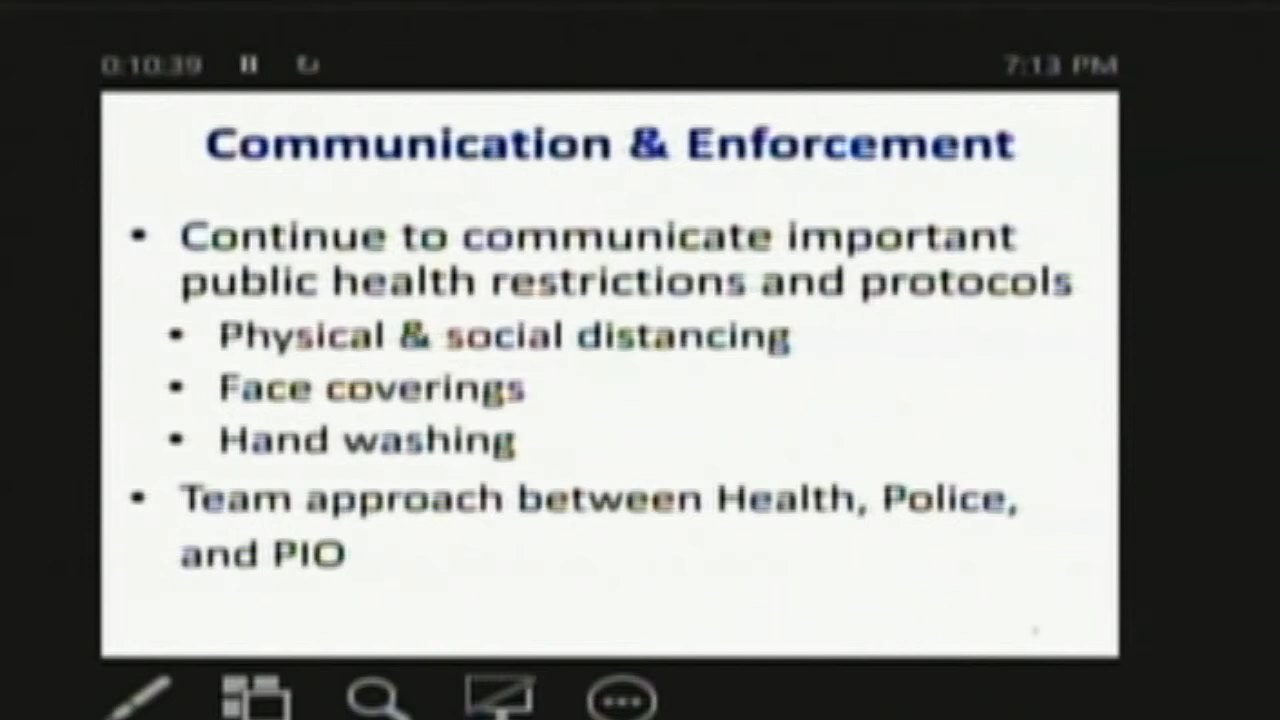 0:10:39
7:13 PM
Communication & Enforcement
• Continue to communicate important
public health restrictions and protocols
• Physical & social distancing
• Face coverings
• Hand washing
• Team approach between Health, Police,
and PIO